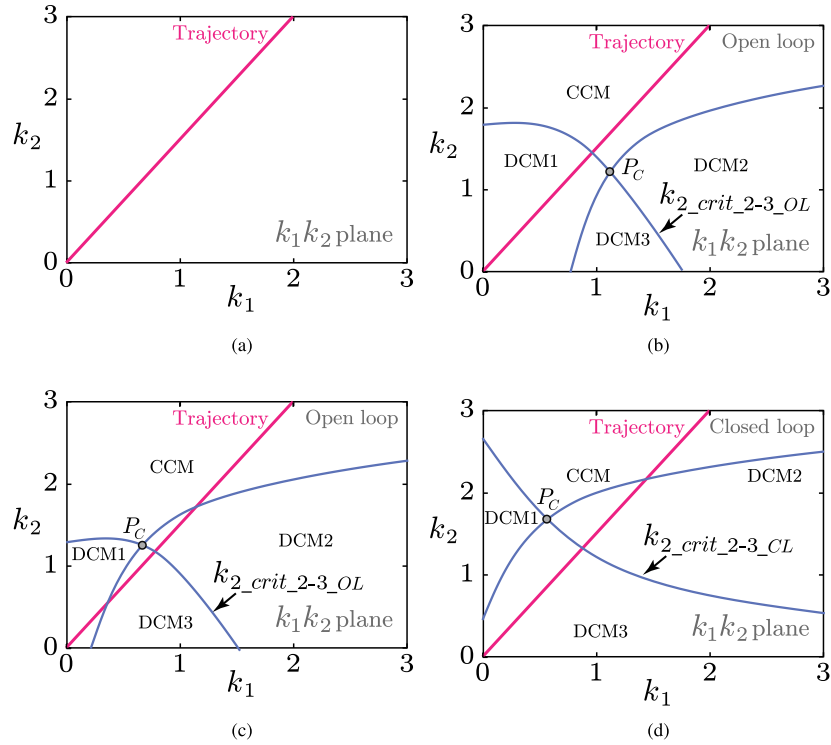 3
Trajectory
2
k2
1
k1k2 plane
0
0 1 2 3
k1
(a)
3
Trajectory Open loop
CCM
2
k2
DCM1 PC DCM2
1
k2_crit_2-3_OL
DCM3
k1k2 plane
0
0 1 2 3
k1
(b)
3
Trajectory Open loop
CCM
2
k2
PC
DCM1 DCM2
1
k2_crit_2-3_OL
DCM3
k1k2 plane
0
0 1 2 3
k1
(c)
3
Trajectory Closed loop
CCM DCM2
2
PC
k2
DCM1
k2_crit_2-3_CL
1
k1k2 plane
DCM3
0
0 1 2 3
k1
(d)